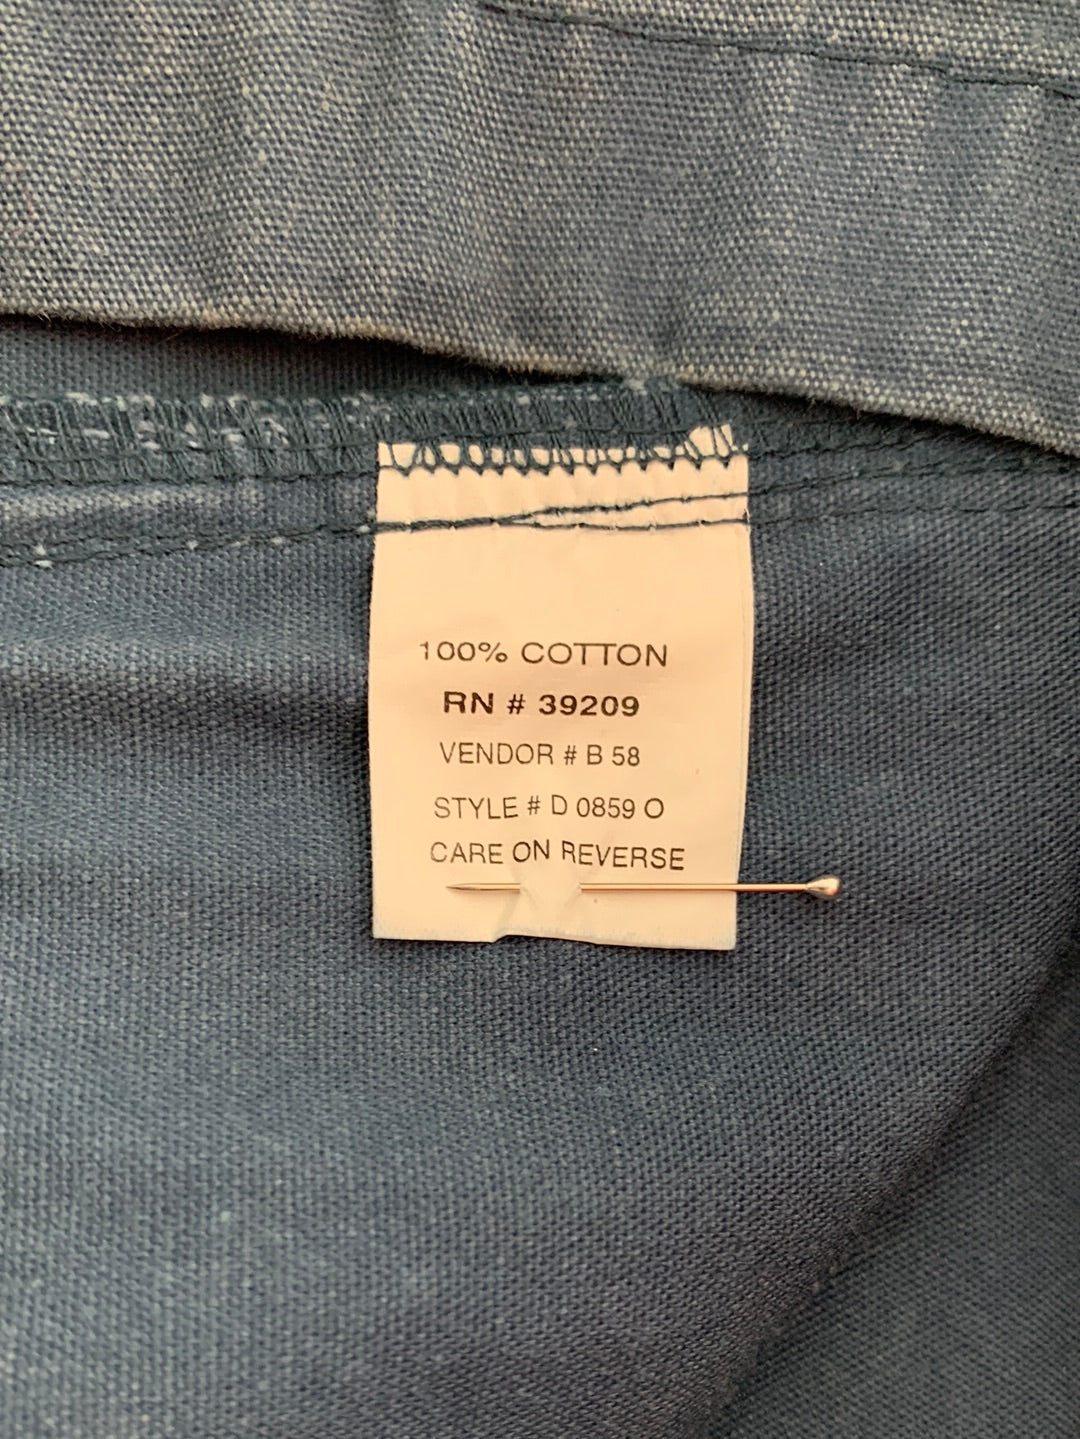 100% COTTON
RN # 39209
VENDOR # B 58
STYLE # D 0859 O
CARE ON REVERSE